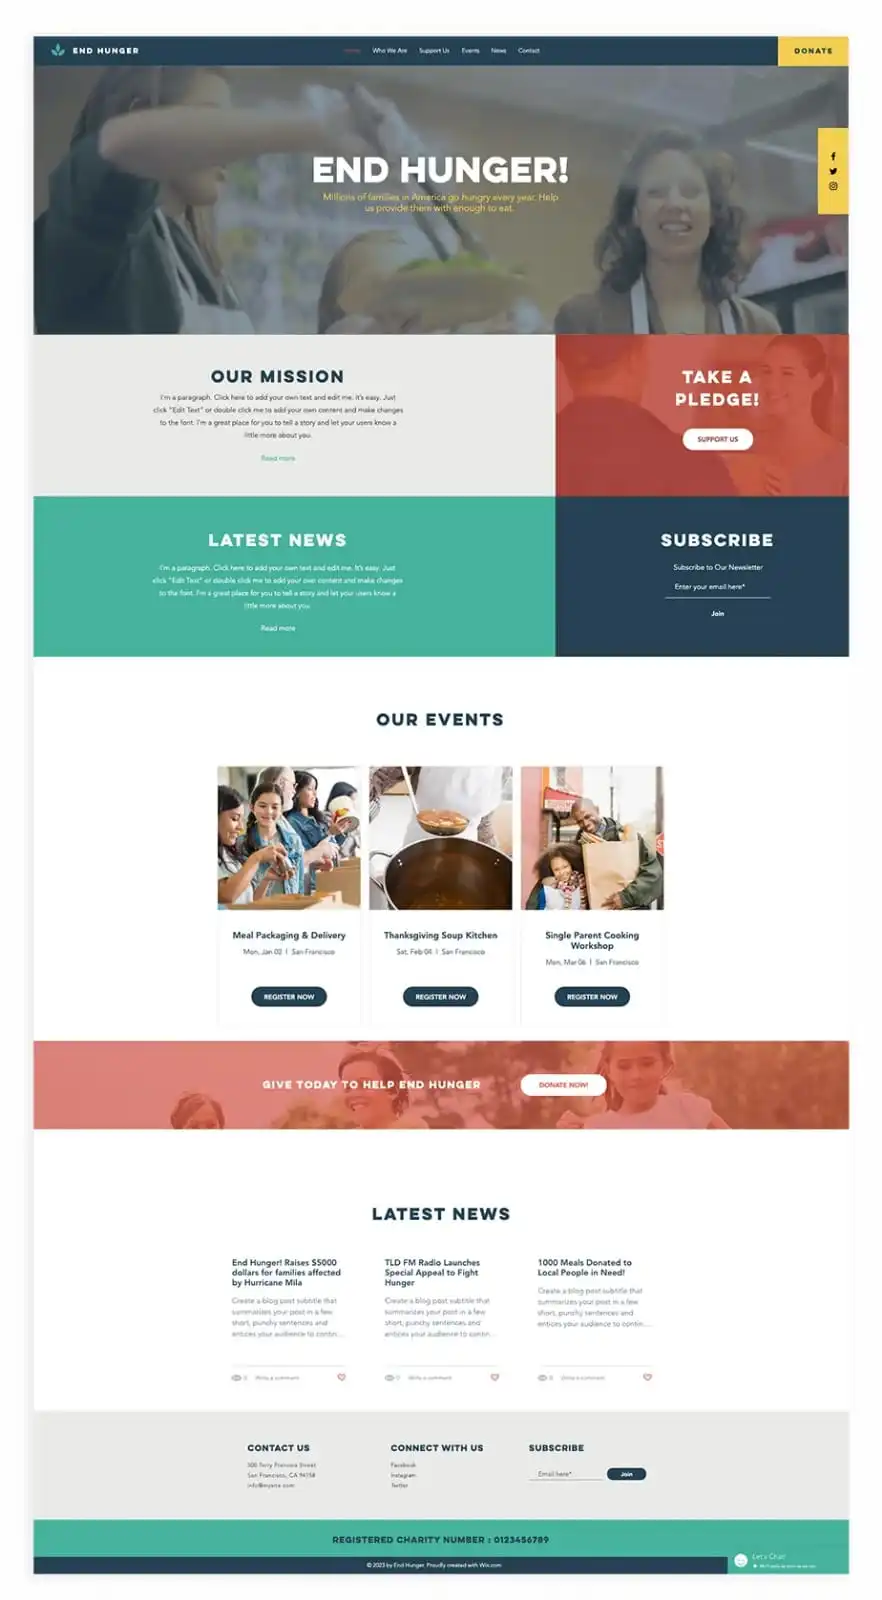 END HUNGER
Home Who We Are Support Us Events News Contact
DONATE
END HUNGER!
Millions of families in America go hungry every year. Help
us provide them with enough to eat.
OUR MISSION
I'm a paragraph. Click here to add your own text and edit me. It's easy. Just
click "Edit Text" or double click me to add your own content and make changes
to the font. I'm a great place for you to tell a story and let your users know a
little more about you.
Read more
TAKE A
PLEDGE!
SUPPORT US
LATEST NEWS
I'm a paragraph. Click here to add your own text and edit me. It's easy. Just
click "Edit Text" or double click me to add your own content and make changes
to the font. I'm a great place for you to tell a story and let your users know a
little more about you.
Read more
SUBSCRIBE
Subscribe to Our Newsletter
Enter your email here*
Join
OUR EVENTS
Meal Packaging & Delivery
Mon, Jan 02 | San Francisco
REGISTER NOW
Thanksgiving Soup Kitchen
Sat, Feb 04 | San Francisco
REGISTER NOW
Single Parent Cooking
Workshop
Mon, Mar 06 | San Francisco
REGISTER NOW
GIVE TODAY TO HELP END HUNGER
DONATE NOW!
LATEST NEWS
End Hunger! Raises $5000
dollars for families affected
by Hurricane Mila
Create a blog post subtitle that
summarizes your post in a few
short, punchy sentences and
entices your audience to contin...
0 Write a comment
TLD FM Radio Launches
Special Appeal to Fight
Hunger
Create a blog post subtitle that
summarizes your post in a few
short, punchy sentences and
entices your audience to contin...
0 Write a comment
1000 Meals Donated to
Local People in Need!
Create a blog post subtitle that
summarizes your post in a few
short, punchy sentences and
entices your audience to contin...
0 Write a comment
CONTACT US
500 Terry Francois Street
San Francisco, CA 94158
info@mysite.com
CONNECT WITH US
Facebook
Instagram
Twitter
SUBSCRIBE
Email here*
Join
REGISTERED CHARITY NUMBER : 0123456789
© 2023 by End Hunger. Proudly created with Wix.com
Let's Chat!